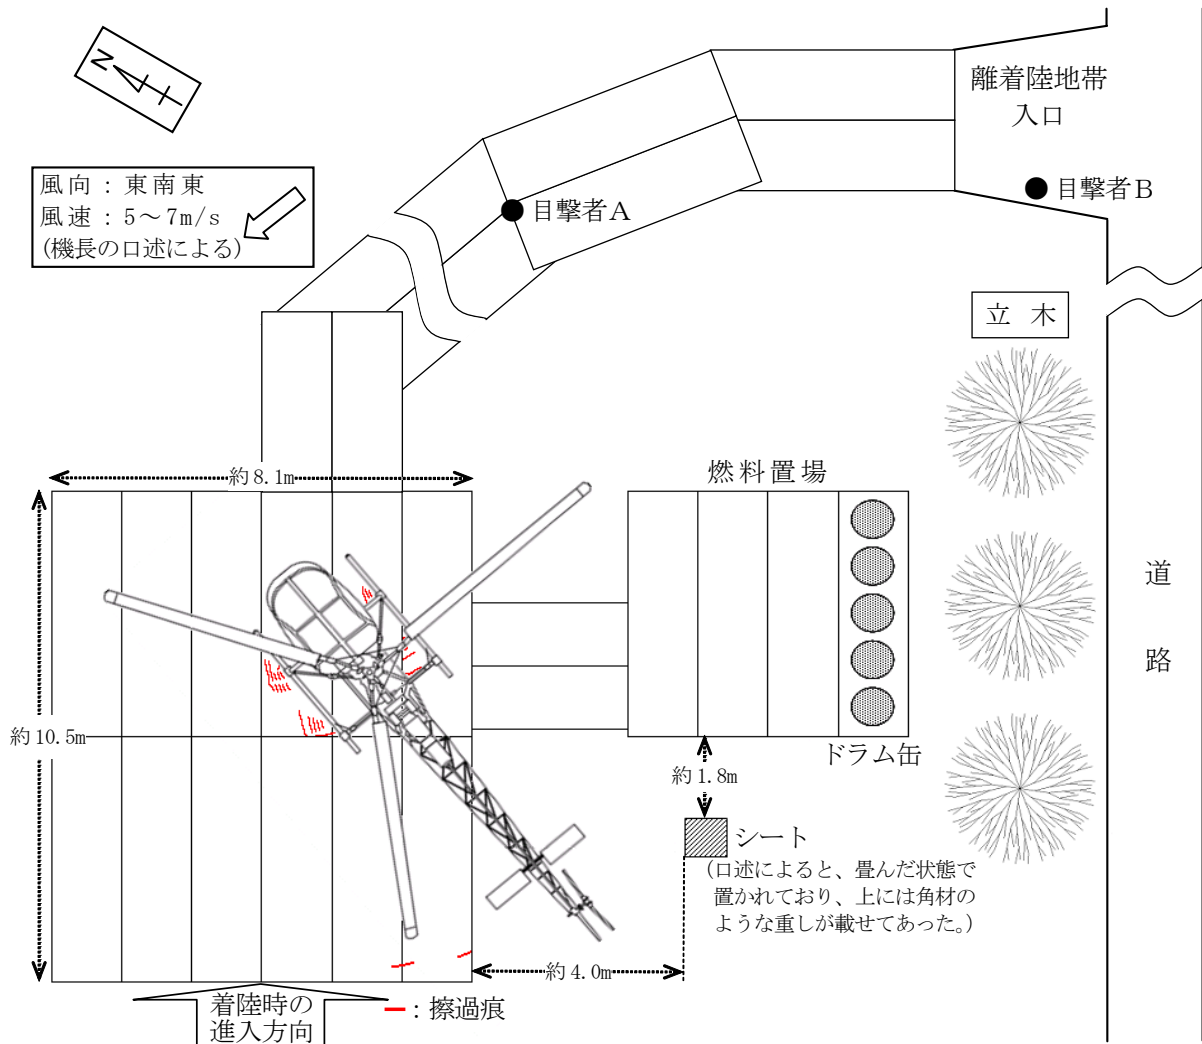 N
離着陸地帯
入口
風向：東南東
風速：5～7m/s
(機長の口述による)
目撃者A
目撃者B
立 木
約8.1m
燃料置場
道
路
約10.5m
ドラム缶
約1.8m
シート
(口述によると、畳んだ状態で
置かれており、上には角材の
ような重しが載せてあった。)
約4.0m
着陸時の
進入方向
：擦過痕